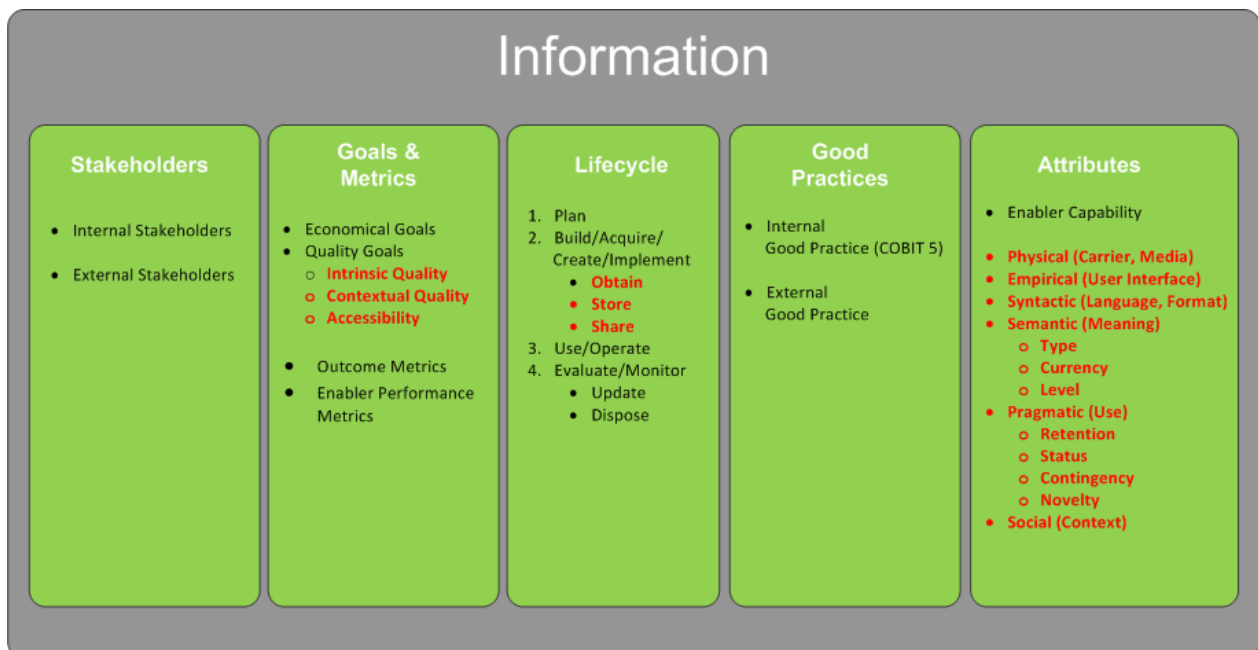 Information
Stakeholders
• Internal Stakeholders
• External Stakeholders
Goals &
Metrics
• Economical Goals
• Quality Goals
o Intrinsic Quality
o Contextual Quality
o Accessibility
• Outcome Metrics
• Enabler Performance
Metrics
Lifecycle
1. Plan
2. Build/Acquire/
Create/Implement
• Obtain
• Store
• Share
3. Use/Operate
4. Evaluate/Monitor
• Update
• Dispose
Good
Practices
• Internal
Good Practice (COBIT 5)
• External
Good Practice
Attributes
• Enabler Capability
• Physical (Carrier, Media)
• Empirical (User Interface)
• Syntactic (Language, Format)
• Semantic (Meaning)
o Type
o Currency
o Level
• Pragmatic (Use)
o Retention
o Status
o Contingency
o Novelty
• Social (Context)